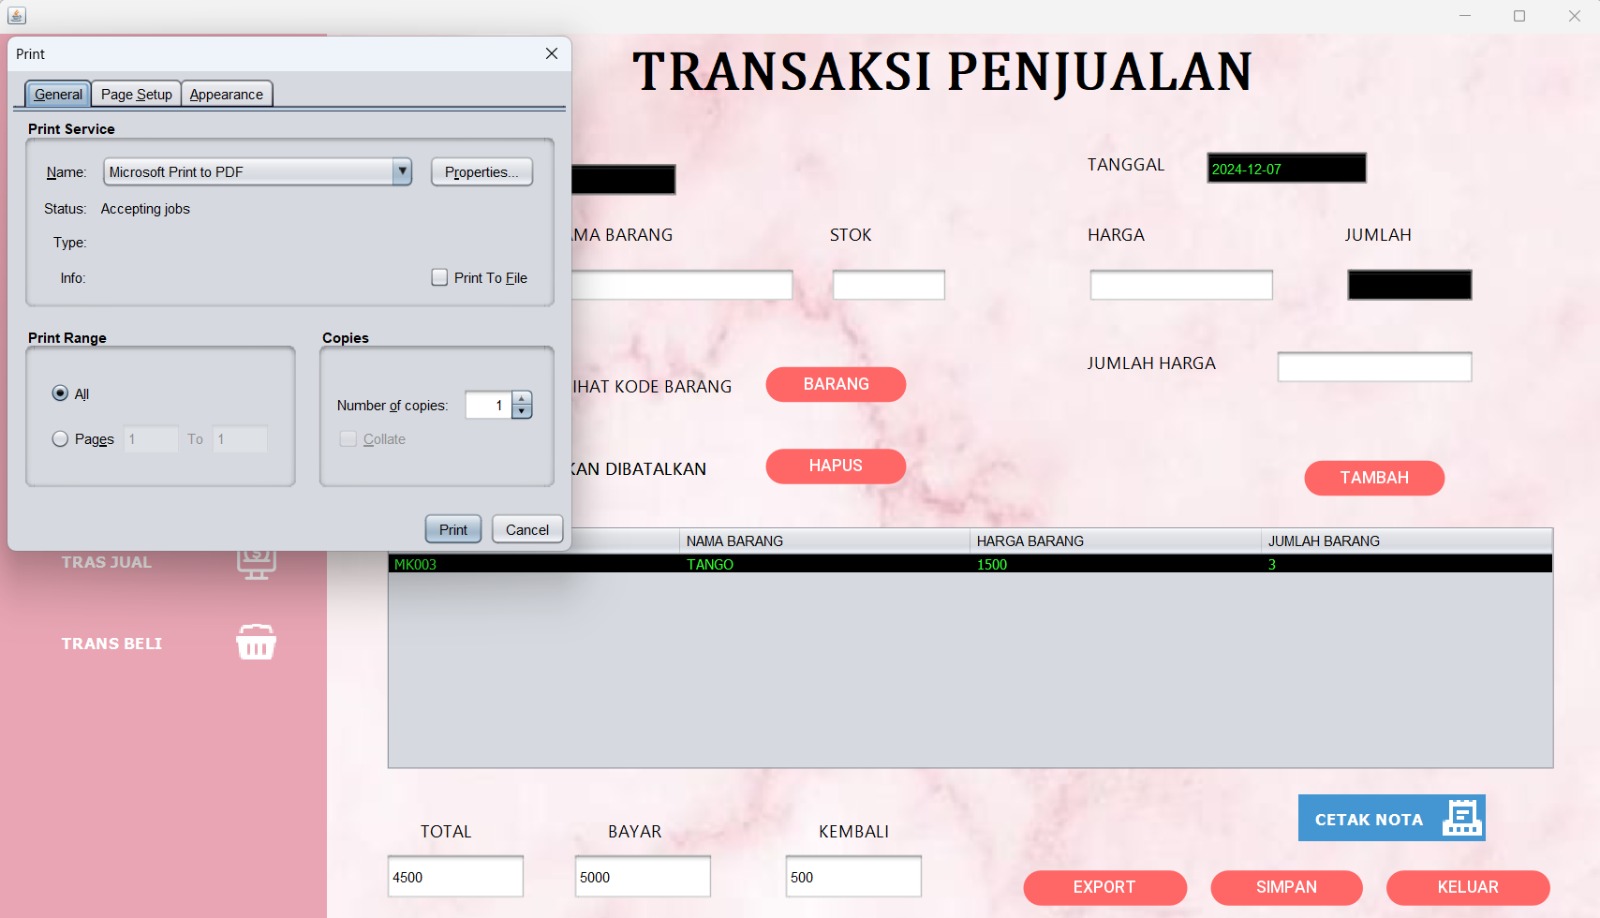 Print
General Page Setup Appearance
Print Service
Name: Microsoft Print to PDF Properties...
Status: Accepting jobs
Type:
Info: Print To File
Print Range
All
Pages 1 To 1
Copies
Number of copies: 1
Collate
Print Cancel
TRANSAKSI PENJUALAN
TANGGAL 2024-12-07
MA BARANG STOK HARGA JUMLAH
IHAT KODE BARANG BARANG
JUMLAH HARGA
KAN DIBATALKAN HAPUS
TAMBAH
NAMA BARANG HARGA BARANG JUMLAH BARANG
MK003 TANGO 1500 3
TRAS JUAL
TRANS BELI
TOTAL BAYAR KEMBALI
4500 5000 500
CETAK NOTA
EXPORT SIMPAN KELUAR